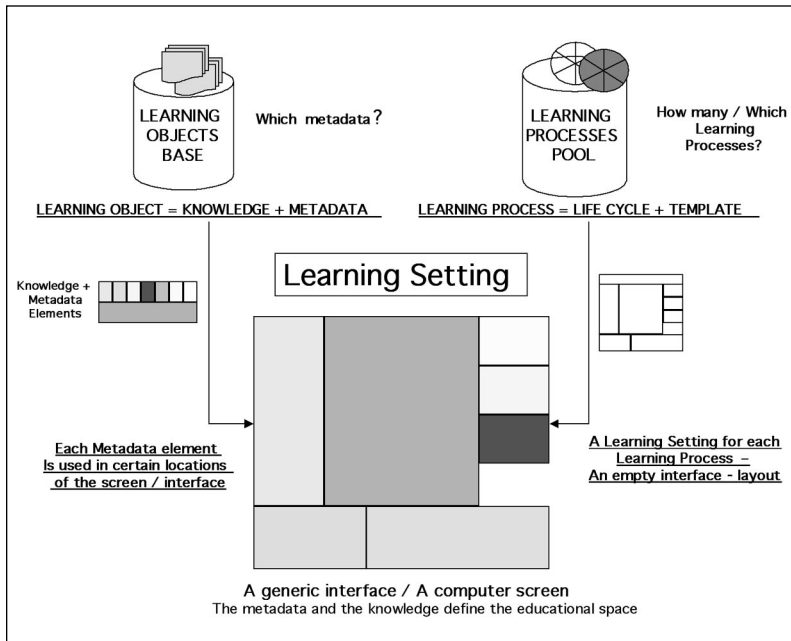 LEARNING
OBJECTS
BASE
Which metadata?
LEARNING
PROCESSES
POOL
How many / Which
Learning
Processes?
LEARNING OBJECT = KNOWLEDGE + METADATA
LEARNING PROCESS = LIFE CYCLE + TEMPLATE
Learning Setting
Knowledge +
Metadata
Elements
Each Metadata element
Is used in certain locations
of the screen / interface
A Learning Setting for each
Learning Process –
An empty interface - layout
A generic interface / A computer screen
The metadata and the knowledge define the educational space